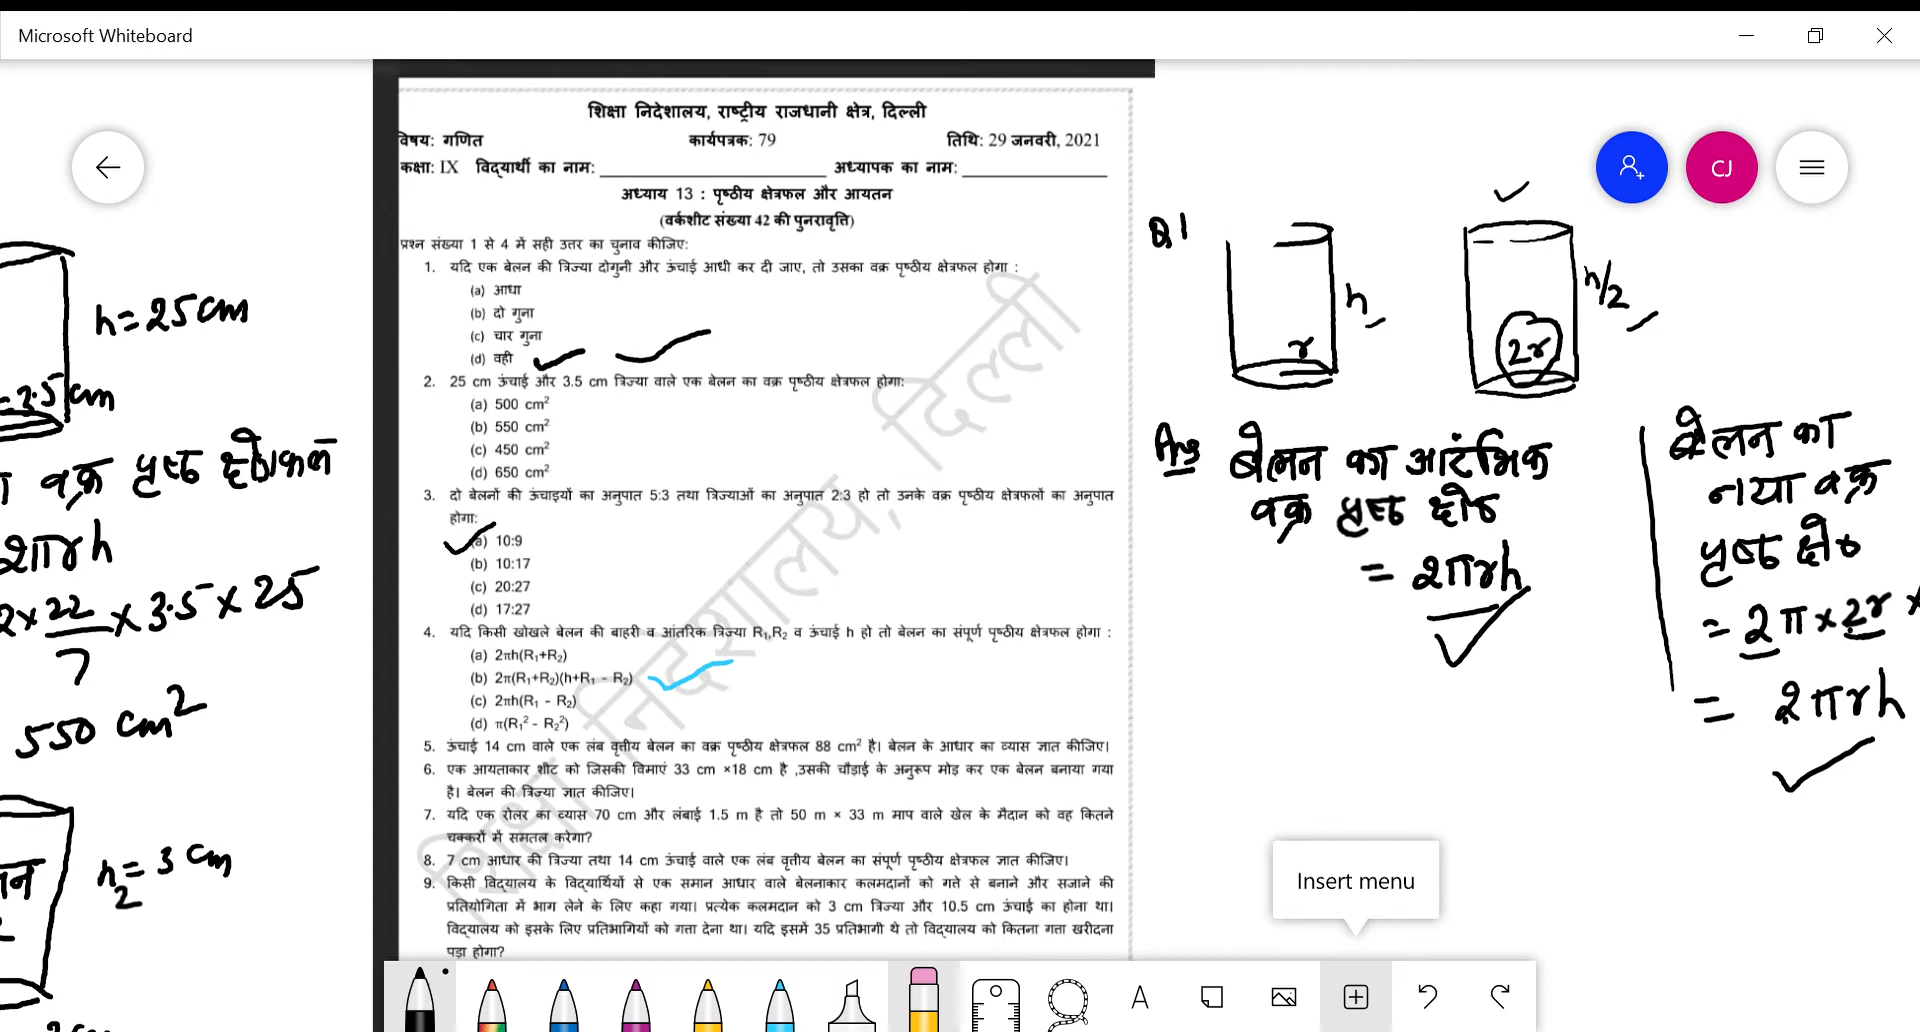 Microsoft Whiteboard
शिक्षा निदेशालय, राष्ट्रीय राजधानी क्षेत्र, दिल्ली
विषय: गणित कार्यपत्रक: 79 तिथि: 29 जनवरी, 2021
कक्षा: IX विद्यार्थी का नाम: ____________ अध्यापक का नाम: ____________
अध्याय 13 : पृष्ठीय क्षेत्रफल और आयतन
(वर्कशीट संख्या 42 की पुनरावृत्ति)
प्रश्न संख्या 1 से 4 में सही उत्तर का चुनाव कीजिए:
1. यदि एक बेलन की त्रिज्या दोगुनी और ऊंचाई आधी कर दी जाए, तो उसका वक्र पृष्ठीय क्षेत्रफल होगा :
(a) आधा
(b) दो गुना
(c) चार गुना
(d) वही
2. 25 cm ऊंचाई और 3.5 cm त्रिज्या वाले एक बेलन का वक्र पृष्ठीय क्षेत्रफल होगा:
(a) 500 cm²
(b) 550 cm²
(c) 450 cm²
(d) 650 cm²
3. दो बेलनों की ऊंचाइयों का अनुपात 5:3 तथा त्रिज्याओं का अनुपात 2:3 हो तो उनके वक्र पृष्ठीय क्षेत्रफलों का अनुपात
होगा:
(a) 10:9
(b) 10:17
(c) 20:27
(d) 17:27
4. यदि किसी खोखले बेलन की बाहरी व आंतरिक त्रिज्या R₁,R₂ व ऊंचाई h हो तो बेलन का संपूर्ण पृष्ठीय क्षेत्रफल होगा :
(a) 2πh(R₁+R₂)
(b) 2π(R₁+R₂)(h+R₁ - R₂)
(c) 2πh(R₁ - R₂)
(d) π(R₁² - R₂²)
5. ऊंचाई 14 cm वाले एक लंब वृत्तीय बेलन का वक्र पृष्ठीय क्षेत्रफल 88 cm² है। बेलन के आधार का व्यास ज्ञात कीजिए।
6. एक आयताकार शीट को जिसकी विमाएं 33 cm ×18 cm है ,उसकी चौड़ाई के अनुरूप मोड़ कर एक बेलन बनाया गया
है। बेलन की त्रिज्या ज्ञात कीजिए।
7. यदि एक रोलर का व्यास 70 cm और लंबाई 1.5 m है तो 50 m × 33 m माप वाले खेल के मैदान को वह कितने
चक्करों में समतल करेगा?
8. 7 cm आधार की त्रिज्या तथा 14 cm ऊंचाई वाले एक लंब वृत्तीय बेलन का संपूर्ण पृष्ठीय क्षेत्रफल ज्ञात कीजिए।
9. किसी विद्यालय के विद्यार्थियों से एक समान आधार वाले बेलनाकार कलमदानों को गत्ते से बनाने और सजाने की
प्रतियोगिता में भाग लेने के लिए कहा गया। प्रत्येक कलमदान को 3 cm त्रिज्या और 10.5 cm ऊंचाई का होना था।
विद्यालय को इसके लिए प्रतिभागियों को गत्ता देना था। यदि इसमें 35 प्रतिभागी थे तो विद्यालय को कितना गत्ता खरीदना
पड़ा होगा?
शिक्षा निदेशालय, दिल्ली
h=25cm
=3.5cm
वक्र पृष्ठ क्षेत्रफल
2πrh
2×22/7×3.5×25
550 cm²
h₂=3cm
Q1
h
r
h/2
2r
Ans बेलन का आरंभिक
वक्र पृष्ठ क्षे०
= 2πrh
बेलन का
नया वक्र
पृष्ठ क्षे०
= 2π×2r×
= 2πrh
CJ
Insert menu
A